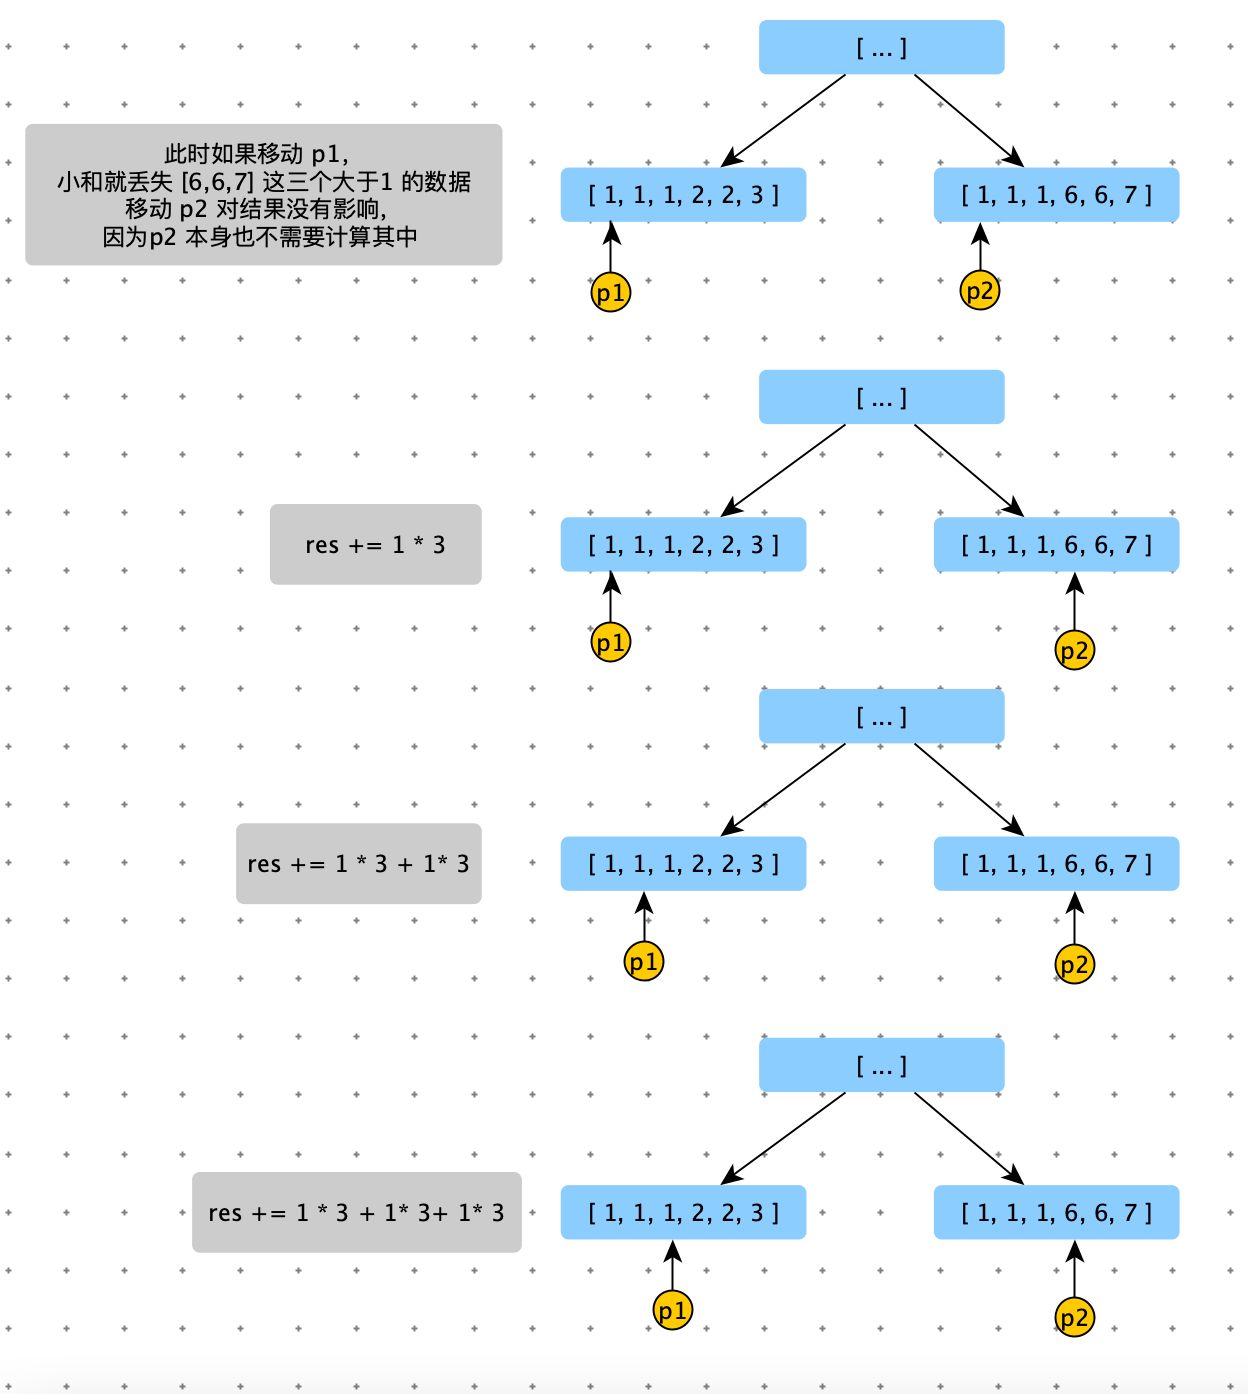 [ ... ]
此时如果移动 p1,
小和就丢失 [6,6,7] 这三个大于1 的数据
移动 p2 对结果没有影响,
因为p2 本身也不需要计算其中
[ 1, 1, 1, 2, 2, 3 ]
[ 1, 1, 1, 6, 6, 7 ]
p1
p2
[ ... ]
res += 1 * 3
[ 1, 1, 1, 2, 2, 3 ]
[ 1, 1, 1, 6, 6, 7 ]
p1
p2
[ ... ]
res += 1 * 3 + 1* 3
[ 1, 1, 1, 2, 2, 3 ]
[ 1, 1, 1, 6, 6, 7 ]
p1
p2
[ ... ]
res += 1 * 3 + 1* 3+ 1* 3
[ 1, 1, 1, 2, 2, 3 ]
[ 1, 1, 1, 6, 6, 7 ]
p1
p2